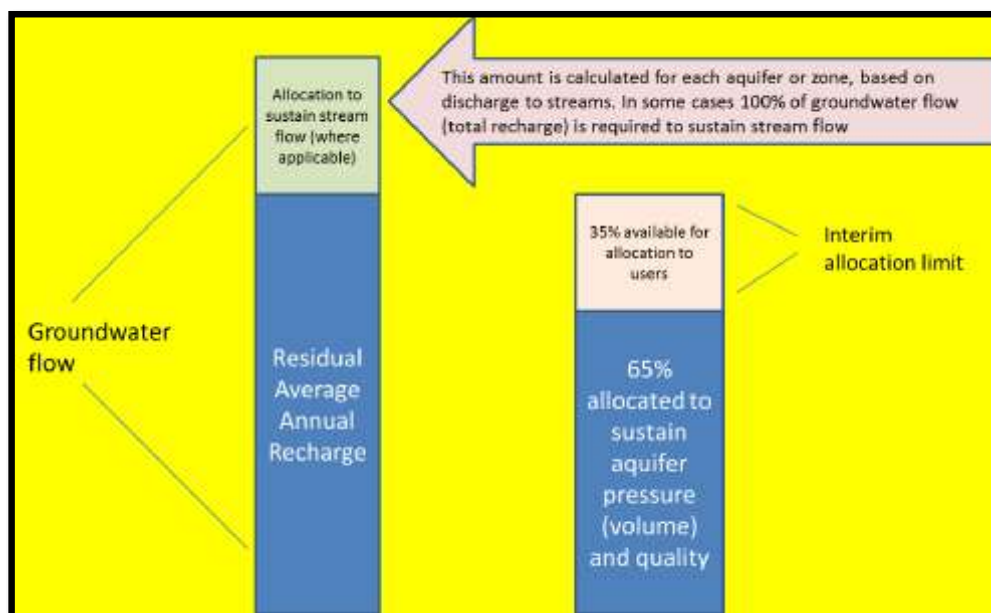 This amount is calculated for each aquifer or zone, based on
discharge to streams. In some cases 100% of groundwater flow
(total recharge) is required to sustain stream flow
Allocation to
sustain stream
flow (where
applicable)
35% available for
allocation to
users
Interim
allocation limit
Groundwater
flow
Residual
Average
Annual
Recharge
65%
allocated to
sustain
aquifer
pressure
(volume)
and quality